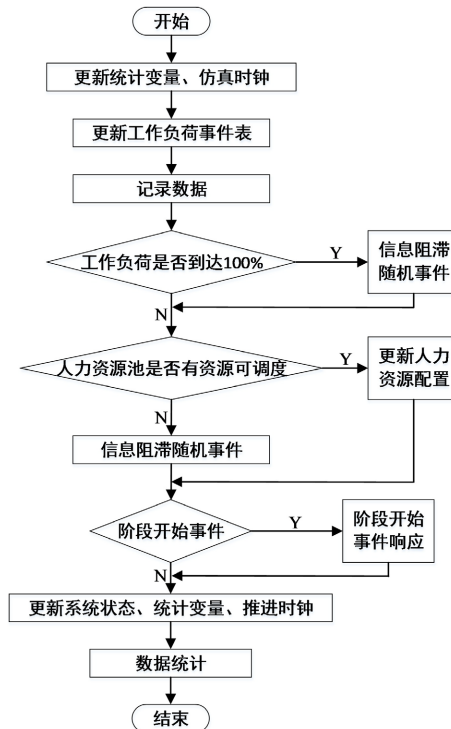 开始
更新统计变量、仿真时钟
更新工作负荷事件表
记录数据
工作负荷是否到达100%
Y
信息阻滞
随机事件
N
人力资源池是否有资源可调度
Y
更新人力
资源配置
N
信息阻滞随机事件
阶段开始事件
Y
阶段开始
事件响应
N
更新系统状态、统计变量、推进时钟
数据统计
结束